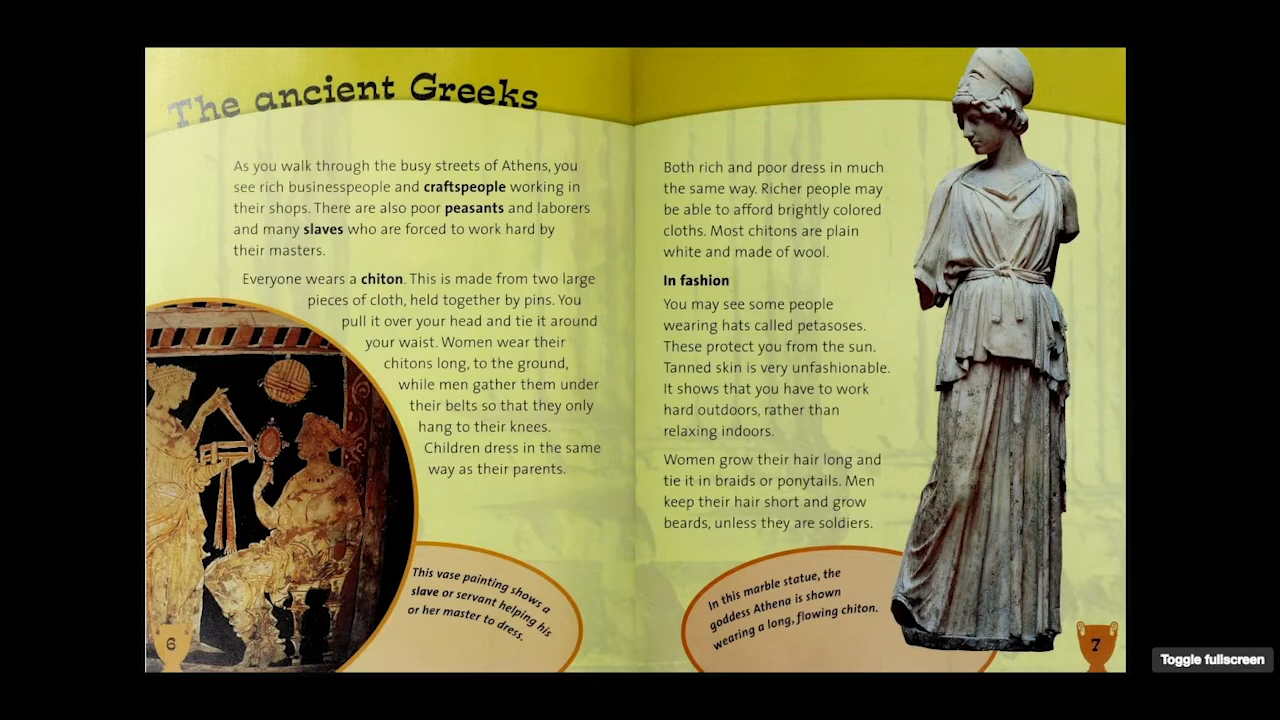 The ancient Greeks
As you walk through the busy streets of Athens, you
see rich businesspeople and craftspeople working in
their shops. There are also poor peasants and laborers
and many slaves who are forced to work hard by
their masters.
Everyone wears a chiton. This is made from two large
pieces of cloth, held together by pins. You
pull it over your head and tie it around
your waist. Women wear their
chitons long, to the ground,
while men gather them under
their belts so that they only
hang to their knees.
Children dress in the same
way as their parents.
This vase painting shows a
slave or servant helping his
or her master to dress.
6
Both rich and poor dress in much
the same way. Richer people may
be able to afford brightly colored
cloths. Most chitons are plain
white and made of wool.
In fashion
You may see some people
wearing hats called petasoses.
These protect you from the sun.
Tanned skin is very unfashionable.
It shows that you have to work
hard outdoors, rather than
relaxing indoors.
Women grow their hair long and
tie it in braids or ponytails. Men
keep their hair short and grow
beards, unless they are soldiers.
In this marble statue, the
goddess Athena is shown
wearing a long, flowing chiton.
7
Toggle fullscreen